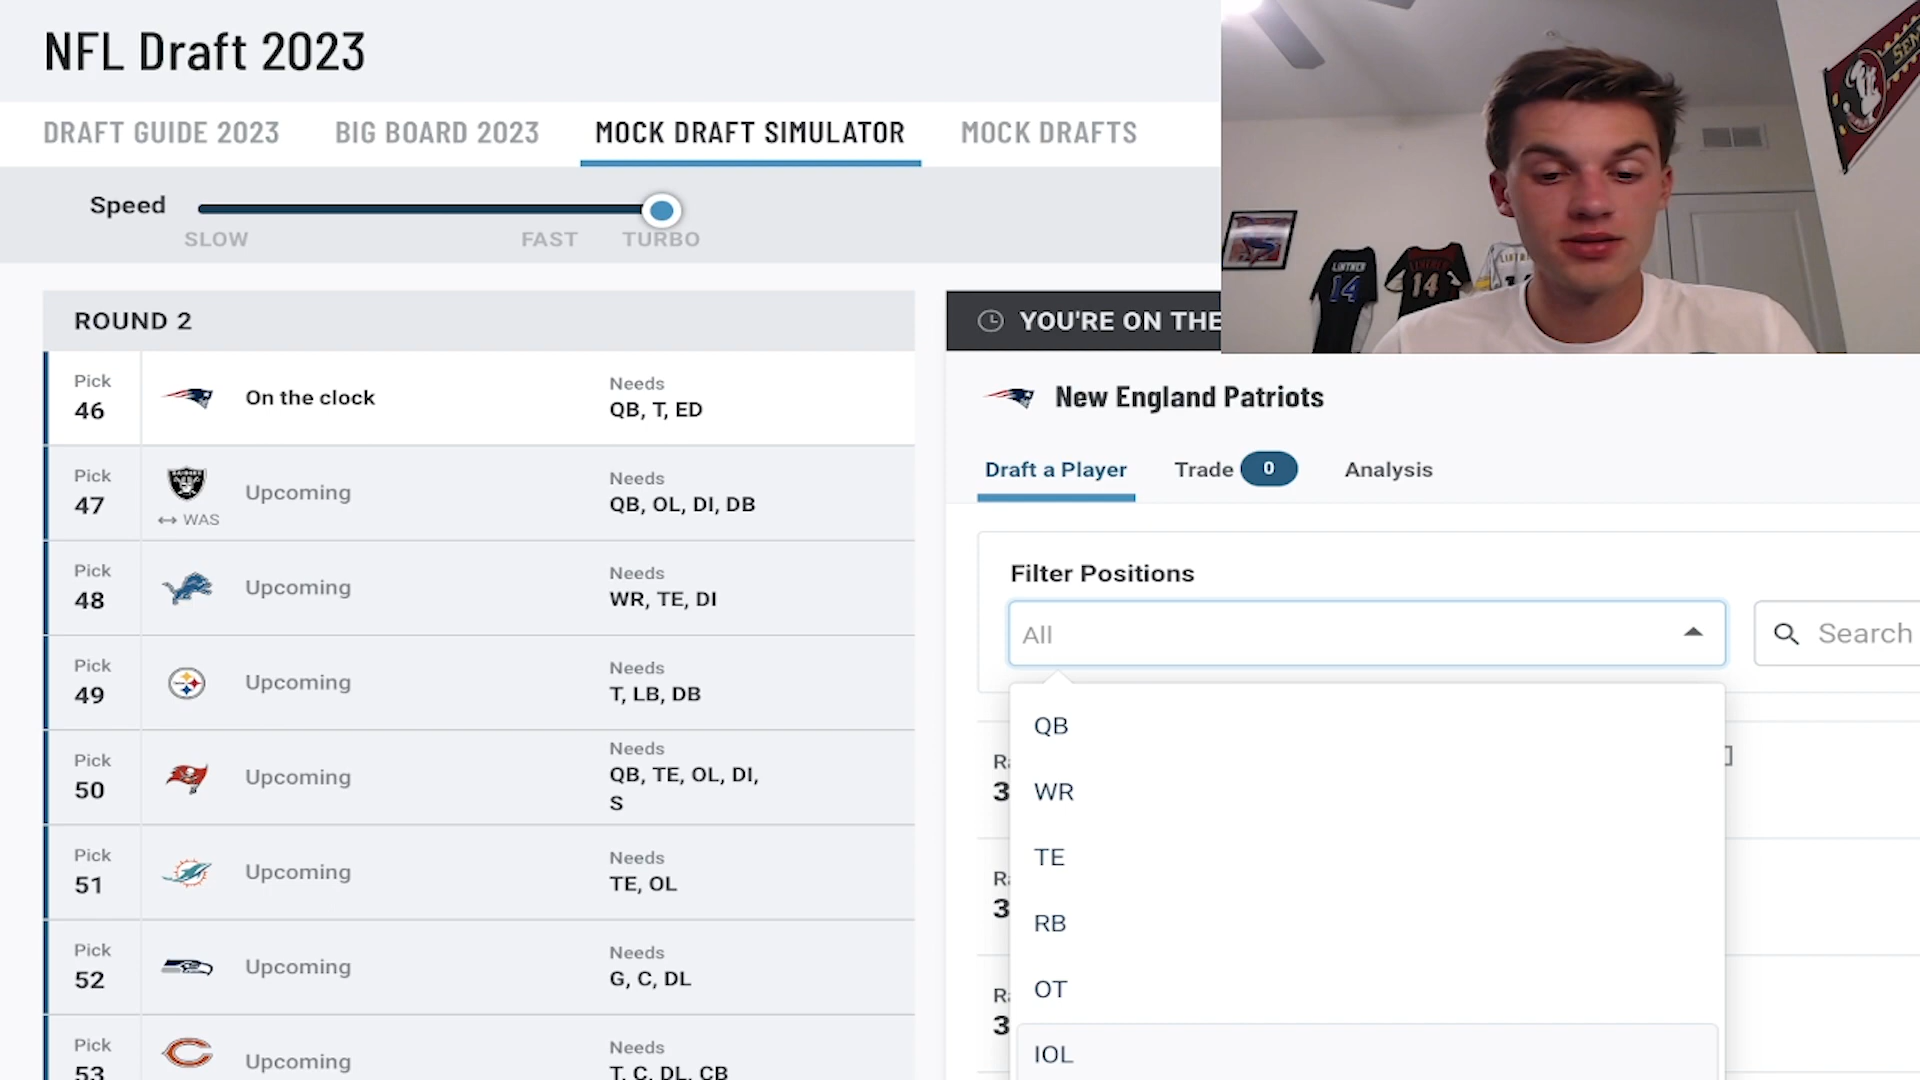 NFL Draft 2023
DRAFT GUIDE 2023
BIG BOARD 2023
MOCK DRAFT SIMULATOR
MOCK DRAFTS
Speed
SLOW
FAST
TURBO
ROUND 2
Pick
46
On the clock
Needs
QB, T, ED
Pick
47
WAS
Upcoming
Needs
QB, OL, DI, DB
Pick
48
Upcoming
Needs
WR, TE, DI
Pick
49
Upcoming
Needs
T, LB, DB
Pick
50
Upcoming
Needs
QB, TE, OL, DI,
S
Pick
51
Upcoming
Needs
TE, OL
Pick
52
Upcoming
Needs
G, C, DL
Pick
53
Upcoming
Needs
T, C, DL, CB
YOU'RE ON THE
New England Patriots
Draft a Player
Trade 0
Analysis
Filter Positions
All
Search
QB
WR
TE
RB
OT
IOL
14
14